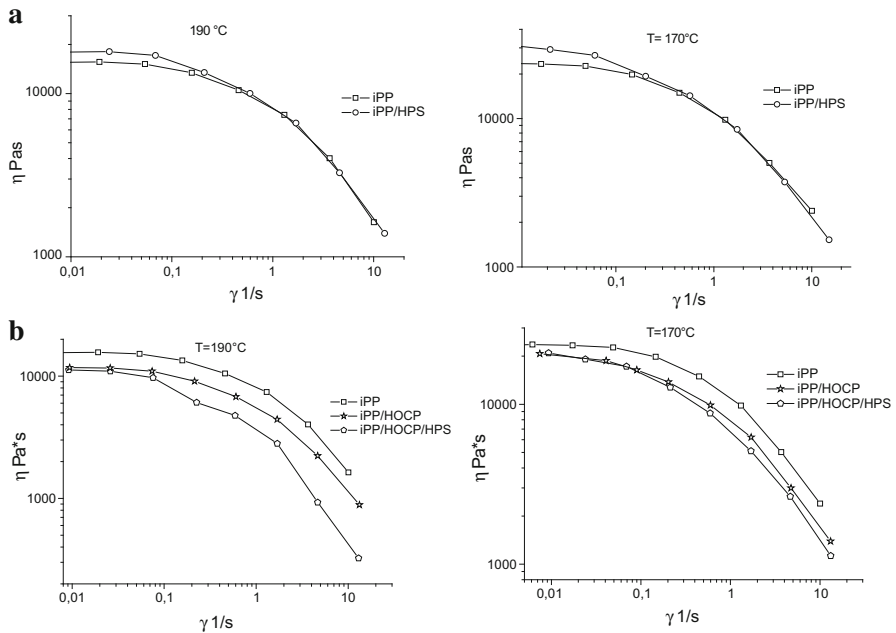 a
190 °C
10000
1000
η Pas
0,01
0,1
1
10
γ 1/s
iPP
iPP/HPS
T= 170°C
10000
1000
η Pas
0,1
1
10
γ 1/s
iPP
iPP/HPS
b
T=190°C
10000
1000
η Pa*s
0,01
0,1
1
10
γ 1/s
iPP
iPP/HOCP
iPP/HOCP/HPS
T=170°C
10000
1000
η Pa*s
0,01
0,1
1
10
γ 1/s
iPP
iPP/HOCP
iPP/HOCP/HPS